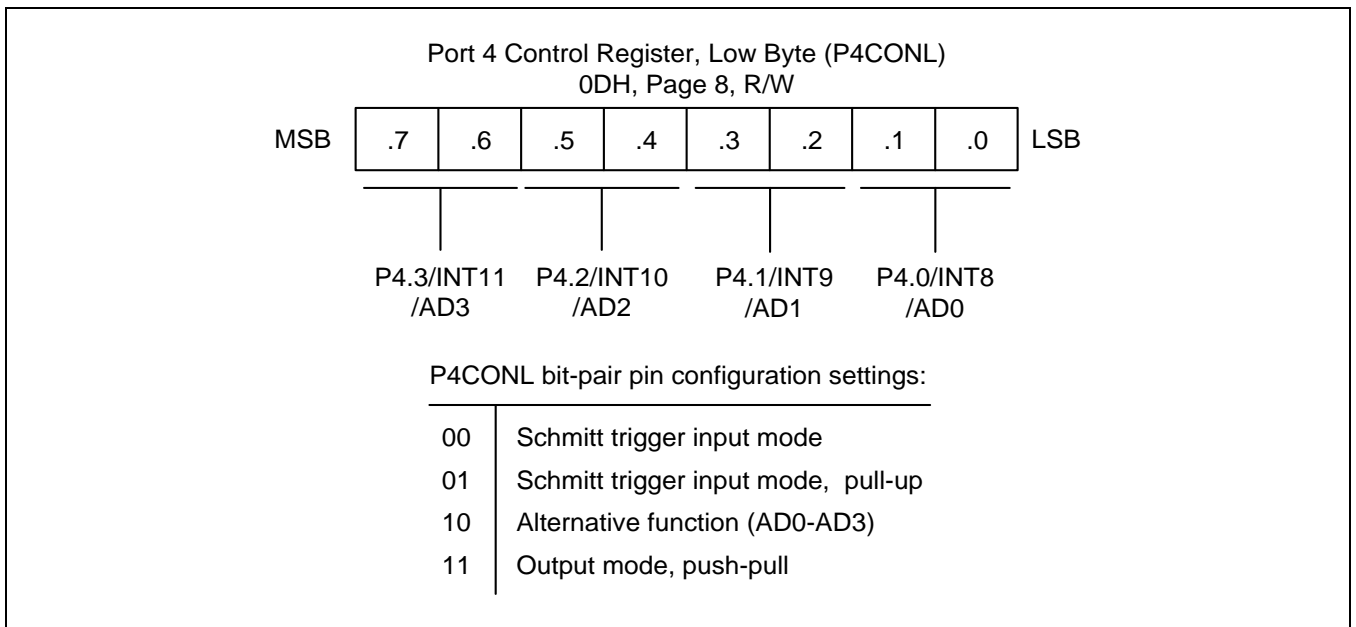 Port 4 Control Register, Low Byte (P4CONL)
0DH, Page 8, R/W
MSB .7 .6 .5 .4 .3 .2 .1 .0 LSB
P4.3/INT11 P4.2/INT10 P4.1/INT9 P4.0/INT8
/AD3 /AD2 /AD1 /AD0
P4CONL bit-pair pin configuration settings:
00 Schmitt trigger input mode
01 Schmitt trigger input mode, pull-up
10 Alternative function (AD0-AD3)
11 Output mode, push-pull